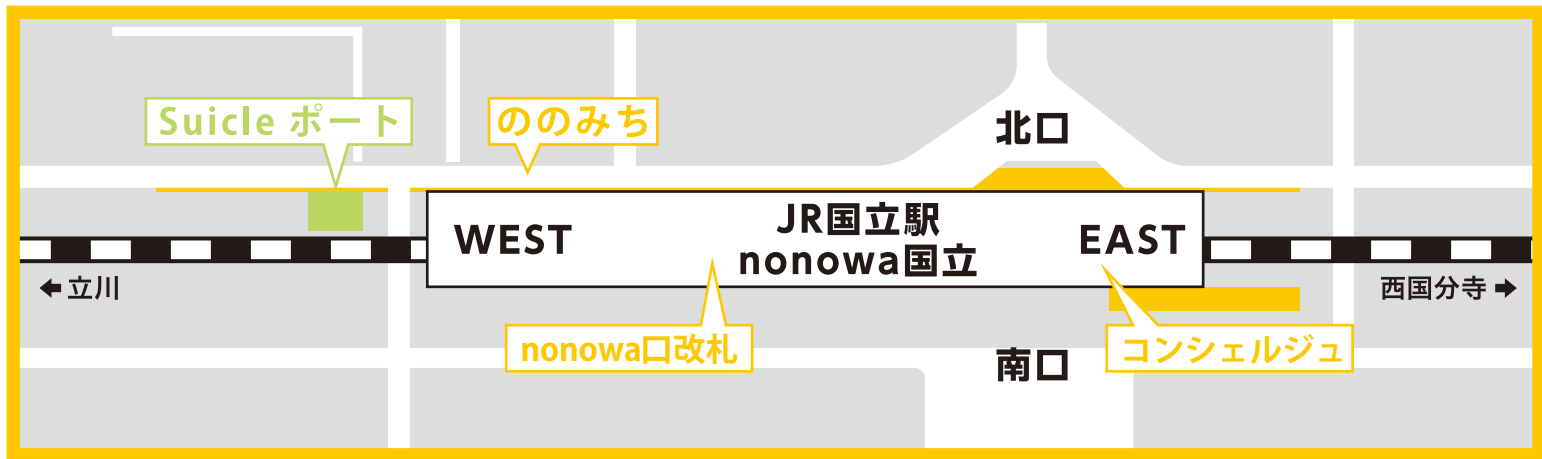 Suicle ポート
ののみち
北口
WEST
JR国立駅
nonowa国立
EAST
←立川
西国分寺→
nonowa口改札
南口
コンシェルジュ